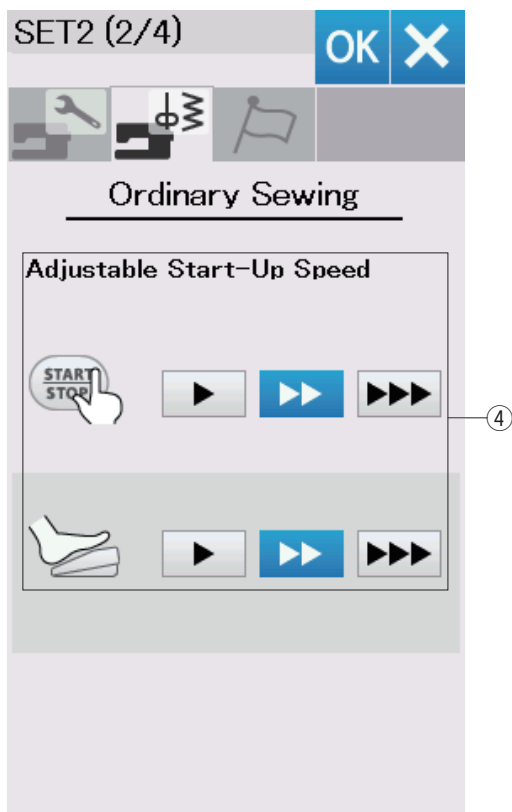 SET2 (2/4)
OK
Ordinary Sewing
Adjustable Start-Up Speed
START
STOP
④